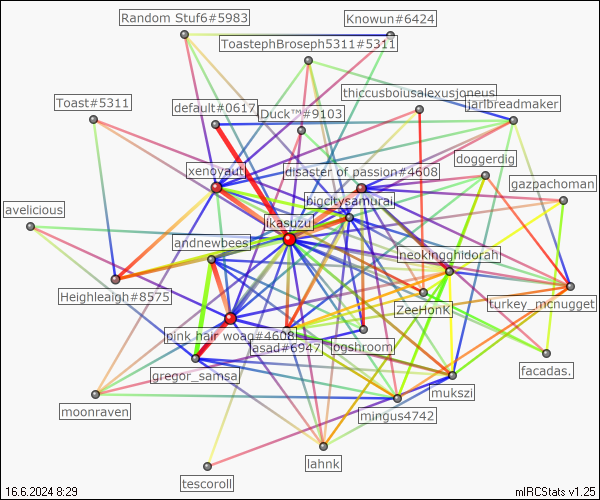 Random Stuf6#5983
Knowun#6424
ToastephBroseph5311#5311
thiccusboiusalexusjoneus
Toast#5311
default#0617
Duck™#9103
jarlbreadmaker
doggerdig
xenoyaut
disaster of passion#4608
gazpachoman
bigcitysamurai
avelicious
ikasuzu
andnewbees
neokingghidorah
Heighleaigh#8575
ZeeHonK
turkey_mcnugget
pink hair woag#4608
asad#6947
bgshroom
gregor_samsa
facadas.
mukszi
moonraven
mingus4742
lahnk
tescoroll
16.6.2024 8:29
mIRCStats v1.25